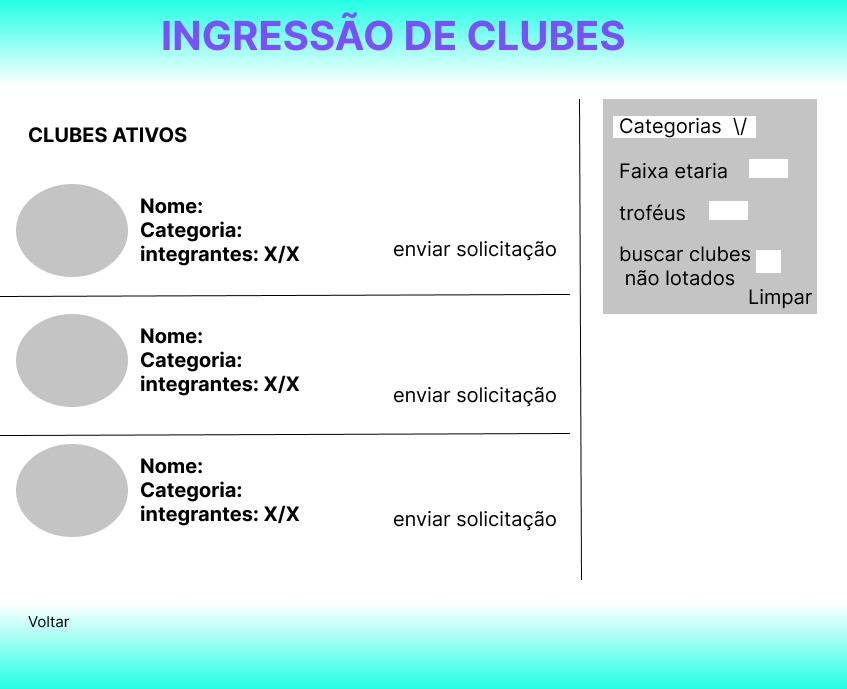 INGRESSÃO DE CLUBES
CLUBES ATIVOS
Nome:
Categoria:
integrantes: X/X
enviar solicitação
Nome:
Categoria:
integrantes: X/X
enviar solicitação
Nome:
Categoria:
integrantes: X/X
enviar solicitação
Categorias \/
Faixa etaria
troféus
buscar clubes
não lotados
Limpar
Voltar